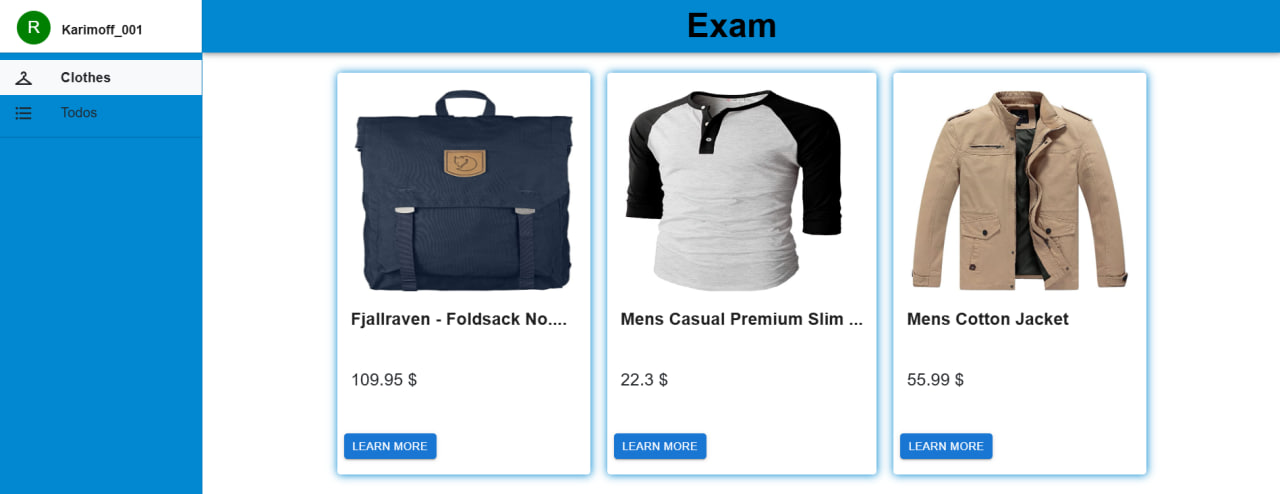 R
Karimoff_001
Exam
Clothes
Todos
Fjallraven - Foldsack No....
Mens Casual Premium Slim ...
Mens Cotton Jacket
109.95 $
22.3 $
55.99 $
LEARN MORE
LEARN MORE
LEARN MORE